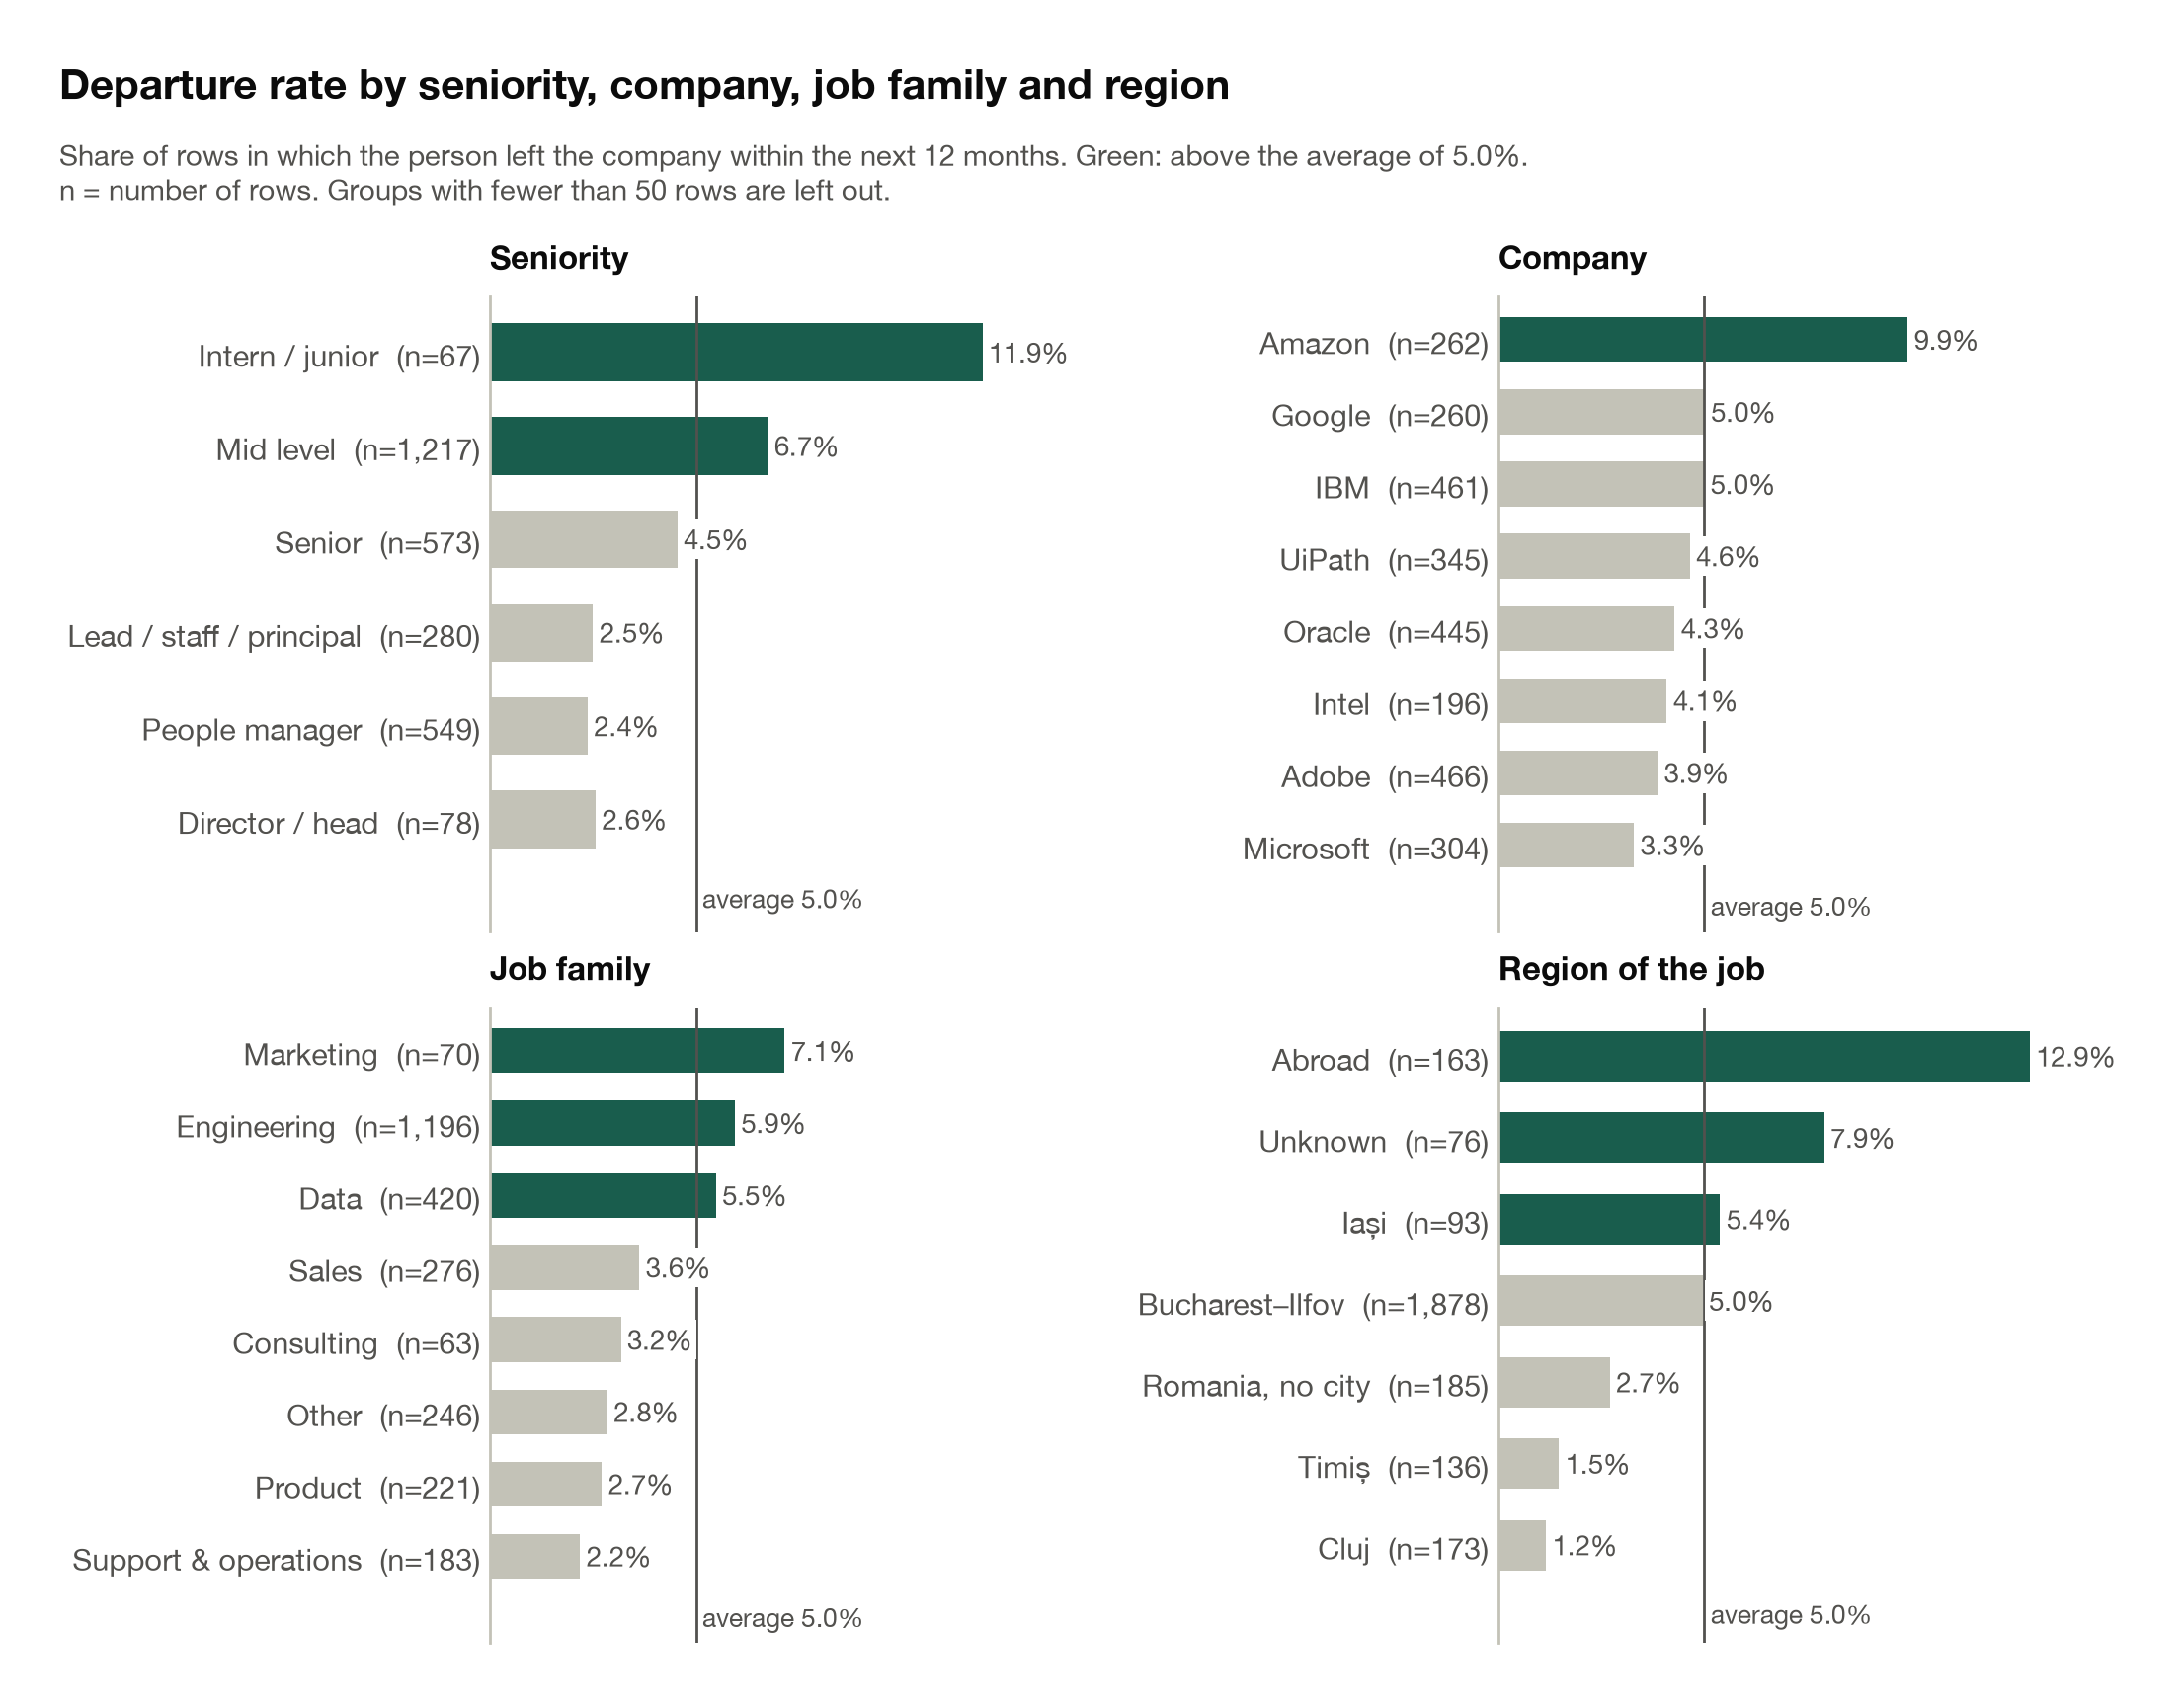 Departure rate by seniority, company, job family and region
Share of rows in which the person left the company within the next 12 months. Green: above the average of 5.0%.
n = number of rows. Groups with fewer than 50 rows are left out.
Seniority
Intern / junior (n=67) 11.9%
Mid level (n=1,217) 6.7%
Senior (n=573) 4.5%
Lead / staff / principal (n=280) 2.5%
People manager (n=549) 2.4%
Director / head (n=78) 2.6%
average 5.0%
Company
Amazon (n=262) 9.9%
Google (n=260) 5.0%
IBM (n=461) 5.0%
UiPath (n=345) 4.6%
Oracle (n=445) 4.3%
Intel (n=196) 4.1%
Adobe (n=466) 3.9%
Microsoft (n=304) 3.3%
average 5.0%
Job family
Marketing (n=70) 7.1%
Engineering (n=1,196) 5.9%
Data (n=420) 5.5%
Sales (n=276) 3.6%
Consulting (n=63) 3.2%
Other (n=246) 2.8%
Product (n=221) 2.7%
Support & operations (n=183) 2.2%
average 5.0%
Region of the job
Abroad (n=163) 12.9%
Unknown (n=76) 7.9%
Iași (n=93) 5.4%
Bucharest–Ilfov (n=1,878) 5.0%
Romania, no city (n=185) 2.7%
Timiș (n=136) 1.5%
Cluj (n=173) 1.2%
average 5.0%